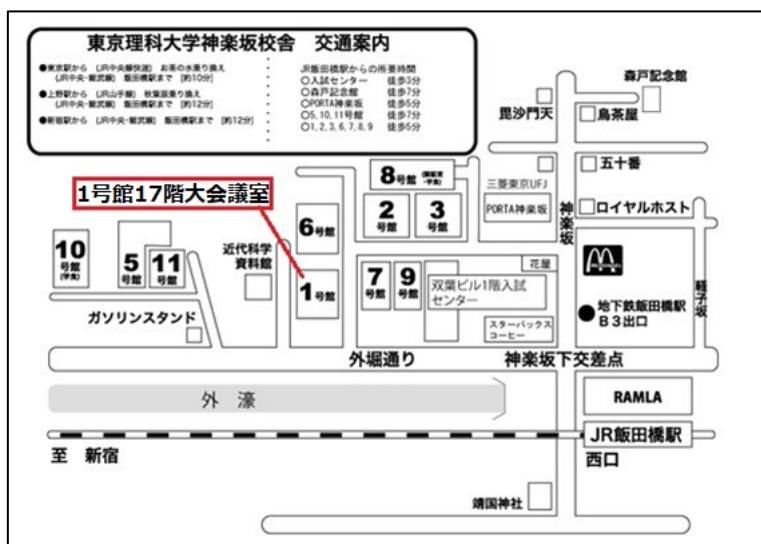 東京理科大学神楽坂校舎 交通案内
●東京駅から (JR中央線快速) お茶の水乗り換え
(JR中央・総武線) 飯田橋駅まで [約10分]
●上野駅から (JR山手線) 秋葉原乗り換え
(JR中央・総武線) 飯田橋駅まで [約12分]
●新宿駅から (JR中央・総武線) 飯田橋駅まで [約12分]
JR飯田橋駅からの所要時間
○入試センター 徒歩3分
○森戸記念館 徒歩7分
○PORTA神楽坂 徒歩5分
○5, 10, 11号館 徒歩7分
○1, 2, 3, 6, 7, 8, 9 徒歩5分
森戸記念館
毘沙門天
鳥茶屋
五十番
三菱東京UFJ
8号館
1号館17階大会議室
2号館
3号館
PORTA神楽坂
神楽坂
ロイヤルホスト
6号館
10号館
(学食)
5号館
11号館
近代科学
資料館
1号館
7号館
9号館
花屋
双葉ビル1階入試
センター
軽子坂
地下鉄飯田橋駅
B3出口
ガソリンスタンド
スターバックス
コーヒー
外堀通り
神楽坂下交差点
外 濠
RAMLA
JR飯田橋駅
至 新宿
西口
靖国神社